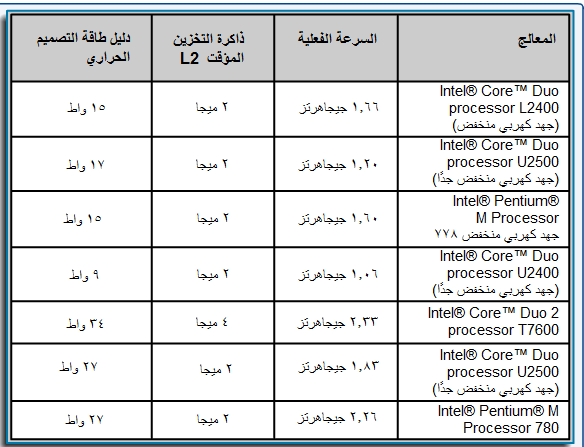 المعالج
السرعة الفعلية
ذاكرة التخزين
المؤقت L2
دليل طاقة التصميم
الحراري
Intel® Core™ Duo
processor L2400
(جهد كهربي منخفض)
١,٦٦ جيجاهرتز
٢ ميجا
١٥ واط
Intel® Core™ Duo
processor U2500
(جهد كهربي منخفض جدًا)
١,٢٠ جيجاهرتز
٢ ميجا
١٧ واط
Intel® Pentium®
M Processor
جهد كهربي منخفض ٧٧٨
١,٦٠ جيجاهرتز
٢ ميجا
١٥ واط
Intel® Core™ Duo
processor U2400
(جهد كهربي منخفض جدًا)
١,٠٦ جيجاهرتز
٢ ميجا
٩ واط
Intel® Core™ Duo 2
processor T7600
٢,٣٣ جيجاهرتز
٤ ميجا
٣٤ واط
Intel® Core™ Duo
processor U2500
(جهد كهربي منخفض جدًا)
١,٨٣ جيجاهرتز
٢ ميجا
٢٧ واط
Intel® Pentium® M
Processor 780
٢,٢٦ جيجاهرتز
٢ ميجا
٢٧ واط